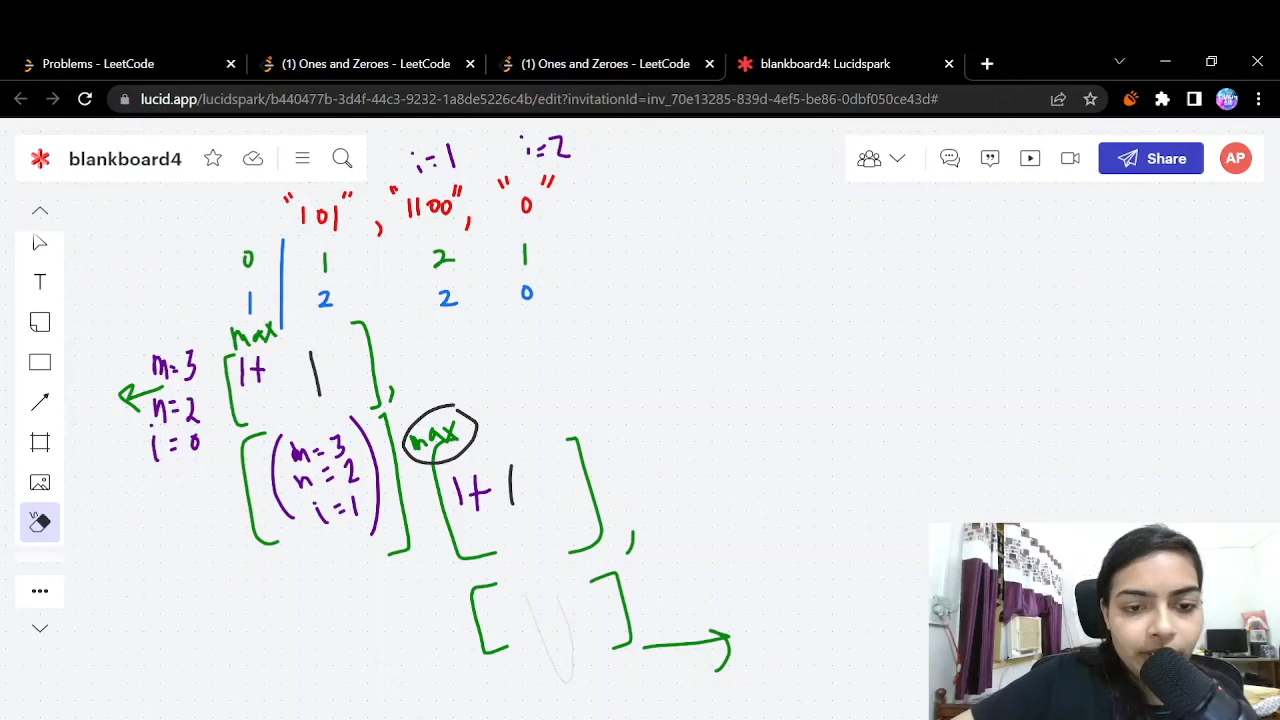 Problems - LeetCode
(1) Ones and Zeroes - LeetCode
(1) Ones and Zeroes - LeetCode
blankboard4: Lucidspark
lucid.app/lucidspark/b440477b-3d4f-44c3-9232-1a8de5226c4b/edit?invitationId=inv_70e13285-839d-4ef5-be86-0dbf050ce43d#
blankboard4
Share
AP
T
i=1 i=2
"101", "1100", "0"
0 1 2 1
1 2 2 0
max
m=3
[1+ 1 ],
n=2
i=0
max
[(m=3
n=2
i=1)]
[1+ 1 ],
[ ]